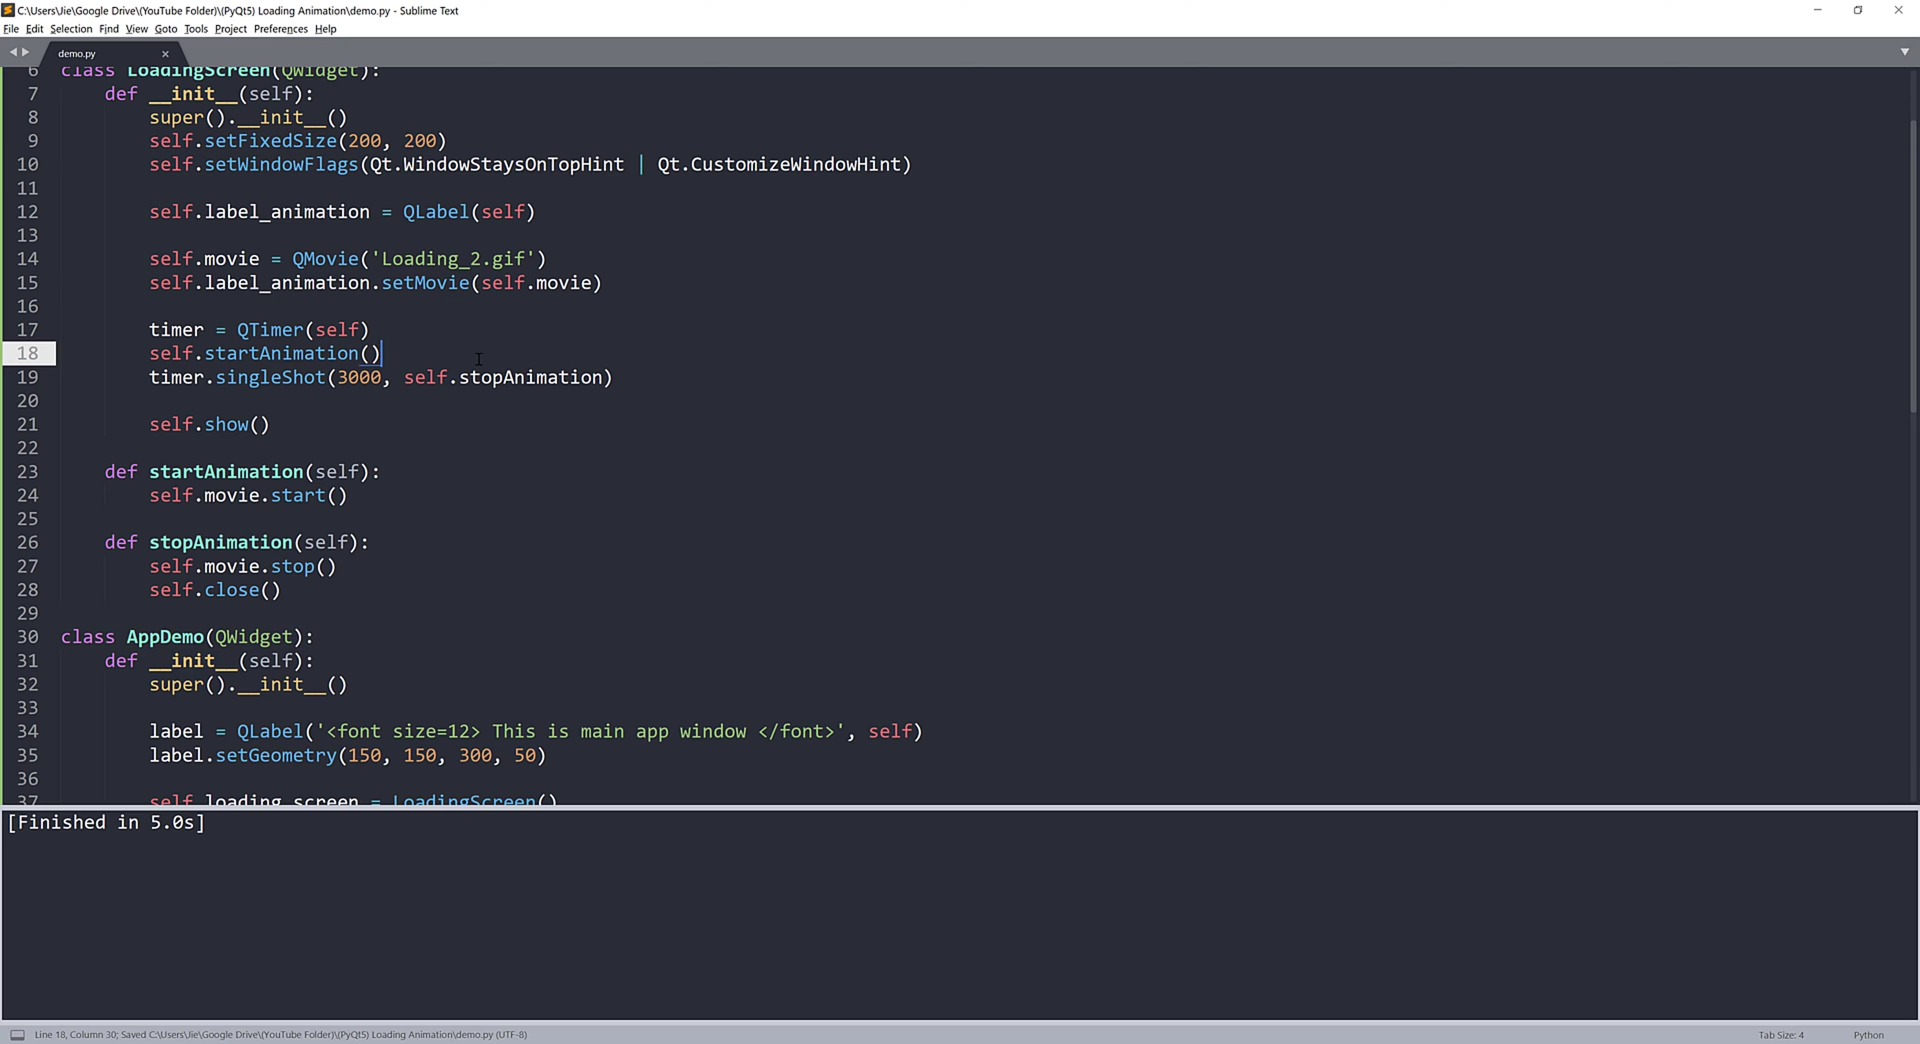 C:\Users\Jie\Google Drive\(YouTube Folder)\(PyQt5) Loading Animation\demo.py - Sublime Text
File Edit Selection Find View Goto Tools Project Preferences Help
demo.py
6 class LoadingScreen(QWidget):
7 def __init__(self):
8 super().__init__()
9 self.setFixedSize(200, 200)
10 self.setWindowFlags(Qt.WindowStaysOnTopHint | Qt.CustomizeWindowHint)
11
12 self.label_animation = QLabel(self)
13
14 self.movie = QMovie('Loading_2.gif')
15 self.label_animation.setMovie(self.movie)
16
17 timer = QTimer(self)
18 self.startAnimation()
19 timer.singleShot(3000, self.stopAnimation)
20
21 self.show()
22
23 def startAnimation(self):
24 self.movie.start()
25
26 def stopAnimation(self):
27 self.movie.stop()
28 self.close()
29
30 class AppDemo(QWidget):
31 def __init__(self):
32 super().__init__()
33
34 label = QLabel('<font size=12> This is main app window </font>', self)
35 label.setGeometry(150, 150, 300, 50)
36
37 self.loading_screen = LoadingScreen()
[Finished in 5.0s]
Line 18, Column 30; Saved C:\Users\Jie\Google Drive\(YouTube Folder)\(PyQt5) Loading Animation\demo.py (UTF-8)
Tab Size: 4
Python